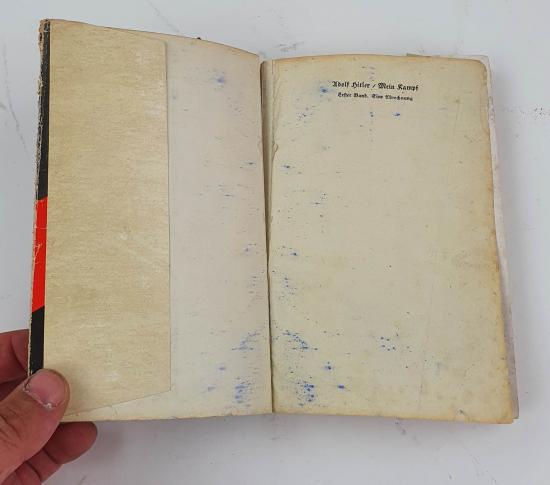 Adolf Hitler / Mein Kampf
Erster Band. Eine Abrechnung